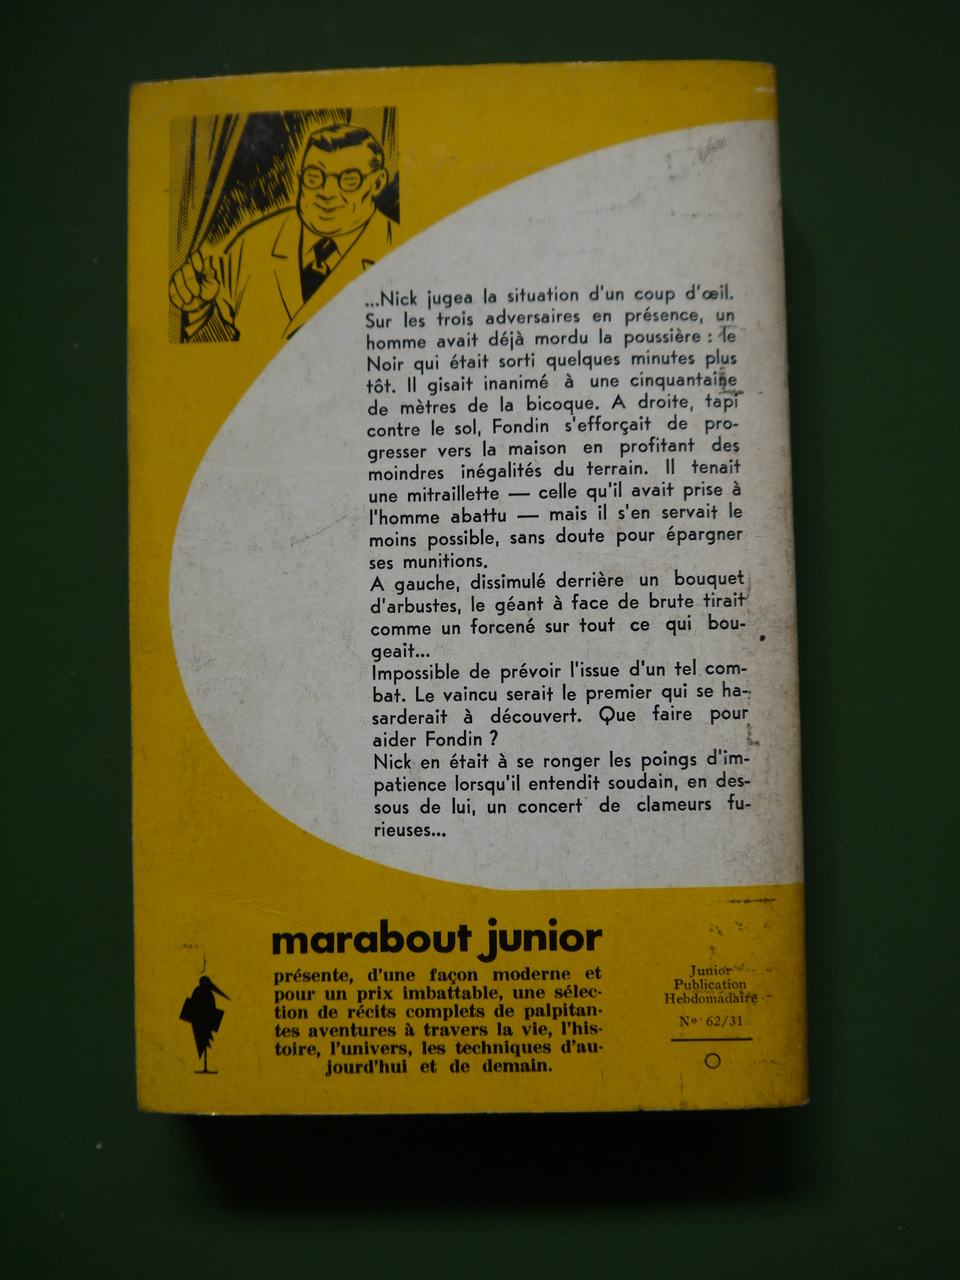 ...Nick jugea la situation d'un coup d'œil.
Sur les trois adversaires en présence, un
homme avait déjà mordu la poussière : le
Noir qui était sorti quelques minutes plus
tôt. Il gisait inanimé à une cinquantaine
de mètres de la bicoque. A droite, tapi
contre le sol, Fondin s'efforçait de pro-
gresser vers la maison en profitant des
moindres inégalités du terrain. Il tenait
une mitraillette — celle qu'il avait prise à
l'homme abattu — mais il s'en servait le
moins possible, sans doute pour épargner
ses munitions.
A gauche, dissimulé derrière un bouquet
d'arbustes, le géant à face de brute tirait
comme un forcené sur tout ce qui bou-
geait...
Impossible de prévoir l'issue d'un tel com-
bat. Le vaincu serait le premier qui se ha-
sarderait à découvert. Que faire pour
aider Fondin ?
Nick en était à se ronger les poings d'im-
patience lorsqu'il entendit soudain, en des-
sous de lui, un concert de clameurs fu-
rieuses...
marabout junior
présente, d'une façon moderne et
pour un prix imbattable, une sélec-
tion de récits complets de palpitan-
tes aventures à travers la vie, l'his-
toire, l'univers, les techniques d'au-
jourd'hui et de demain.
Junior
Publication
Hebdomadaire
Nº 62/31